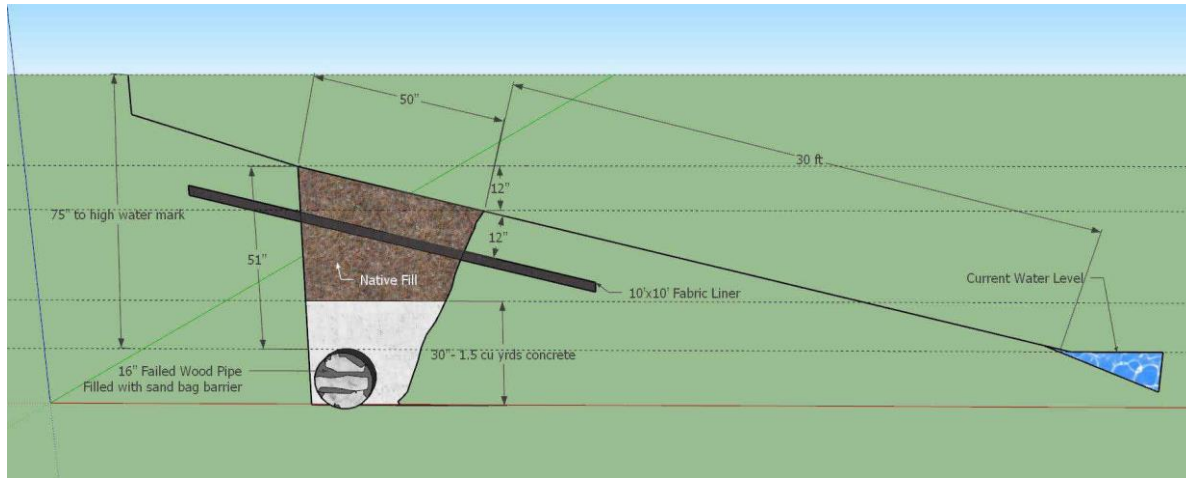 50"
30 ft
12"
75" to high water mark
12"
51"
Native Fill
Current Water Level
10'x10' Fabric Liner
30"- 1.5 cu yrds concrete
16" Failed Wood Pipe
Filled with sand bag barrier